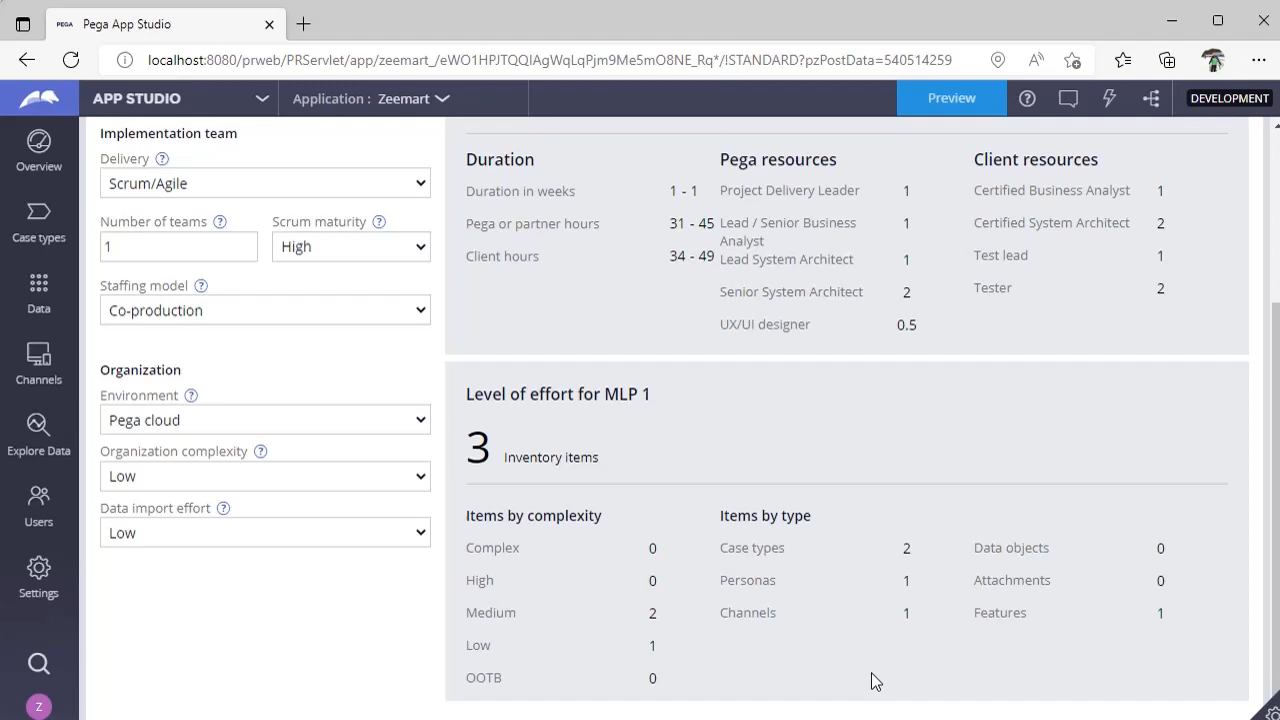 PEGA Pega App Studio
localhost:8080/prweb/PRServlet/app/zeemart_/eWO1HPJTQQIAgWqLqPjm9Me5mO8NE_Rq*/!STANDARD?pzPostData=540514259
APP STUDIO
Application : Zeemart
Preview
DEVELOPMENT
Overview
Case types
Data
Channels
Explore Data
Users
Settings
Z
Implementation team
Delivery ?
Scrum/Agile
Number of teams ? Scrum maturity ?
1 High
Staffing model ?
Co-production
Organization
Environment ?
Pega cloud
Organization complexity ?
Low
Data import effort ?
Low
Duration
Duration in weeks 1 - 1
Pega or partner hours 31 - 45
Client hours 34 - 49
Pega resources
Project Delivery Leader 1
Lead / Senior Business 1
Analyst
Lead System Architect 1
Senior System Architect 2
UX/UI designer 0.5
Client resources
Certified Business Analyst 1
Certified System Architect 2
Test lead 1
Tester 2
Level of effort for MLP 1
3 Inventory items
Items by complexity
Complex 0
High 0
Medium 2
Low 1
OOTB 0
Items by type
Case types 2
Personas 1
Channels 1
Data objects 0
Attachments 0
Features 1